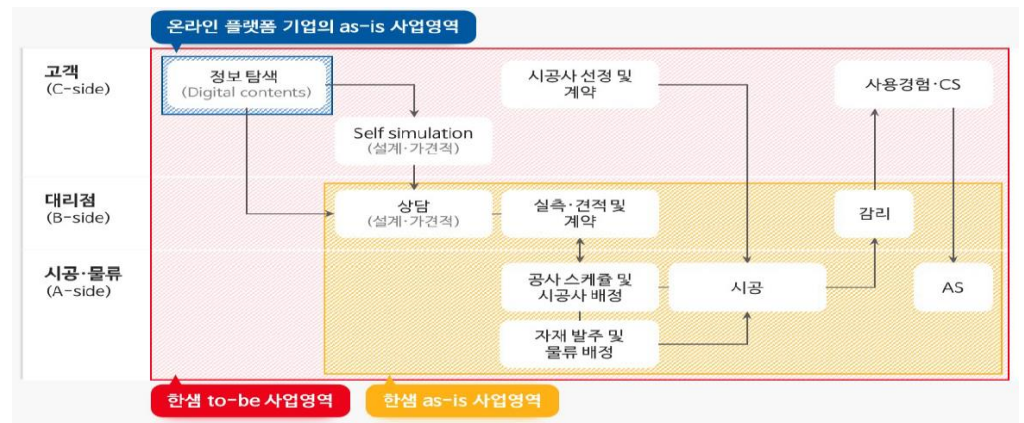 온라인 플랫폼 기업의 as-is 사업영역
고객
(C-side)
정보 탐색
(Digital contents)
시공사 선정 및
계약
사용경험·CS
Self simulation
(설계·가견적)
대리점
(B-side)
상담
(설계·가견적)
실측·견적 및
계약
감리
시공·물류
(A-side)
공사 스케쥴 및
시공사 배정
시공
AS
자재 발주 및
물류 배정
한샘 to-be 사업영역
한샘 as-is 사업영역